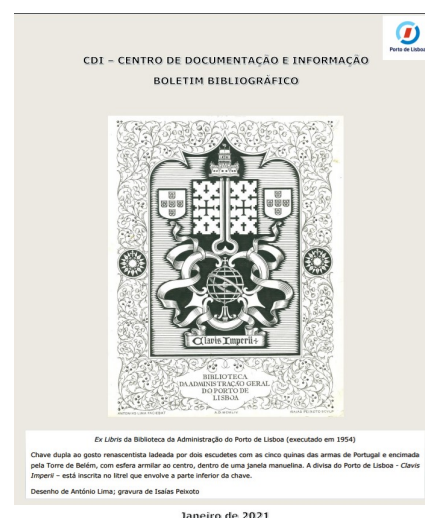 Porto de Lisboa
CDI – CENTRO DE DOCUMENTAÇÃO E INFORMAÇÃO
BOLETIM BIBLIOGRÁFICO
Clavis Imperii
BIBLIOTECA
DA ADMINISTRAÇÃO GERAL
DO PORTO DE
LISBOA
Ex Libris da Biblioteca da Administração do Porto de Lisboa (executado em 1954)
Chave dupla ao gosto renascentista ladeada por dois escudetes com as cinco quinas das armas de Portugal e encimada
pela Torre de Belém, com esfera armilar ao centro, dentro de uma janela manuelina. A divisa do Porto de Lisboa - Clavis
Imperii – está inscrita no litrel que envolve a parte inferior da chave.
Desenho de António Lima; gravura de Isaías Peixoto
Janeiro de 2021